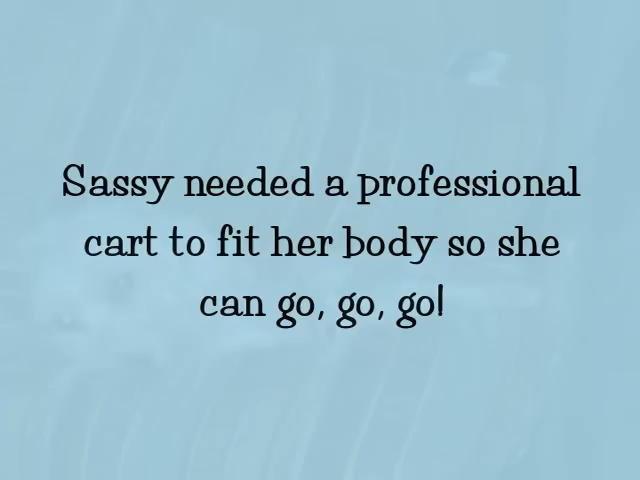 Sassy needed a professional
cart to fit her body so she
can go, go, go!